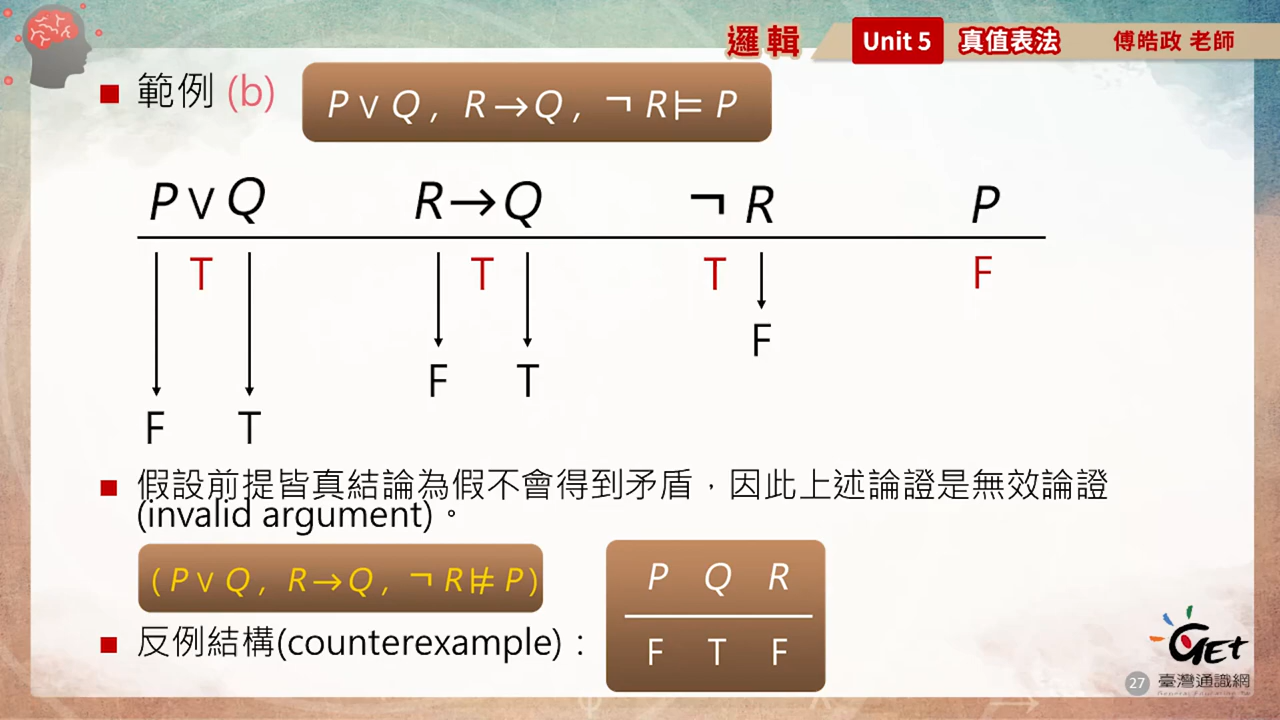 邏輯 Unit 5 真值表法 傅皓政 老師
範例 (b) P∨Q, R→Q, ¬R⊨P
P∨Q R→Q ¬R P
T T T F
F
F T
F T
假設前提皆真結論為假不會得到矛盾，因此上述論證是無效論證
(invalid argument)。
(P∨Q, R→Q, ¬R⊭P)
反例結構(counterexample)：
P Q R
F T F
GEt
27 臺灣通識網